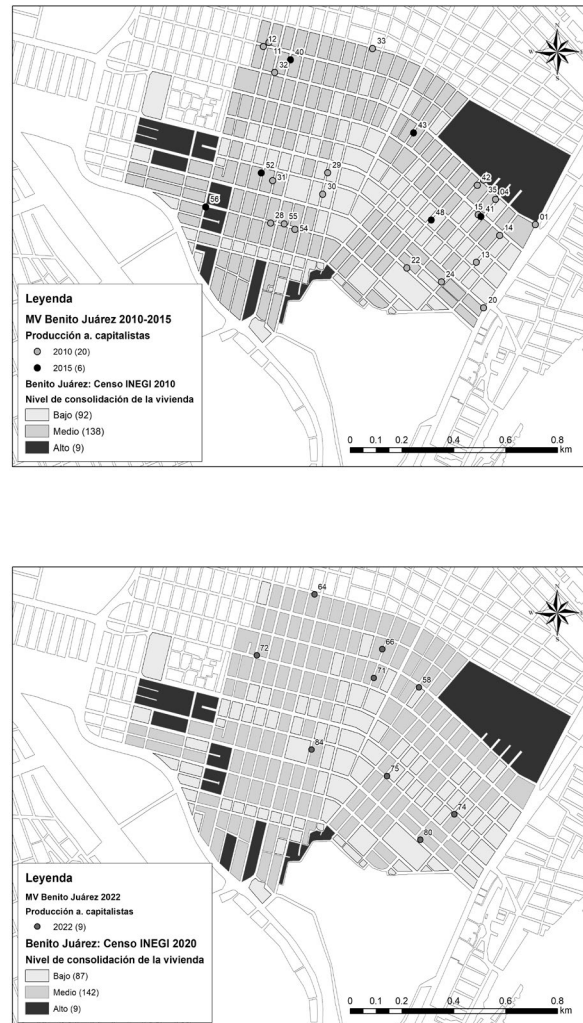 N
W
E
S
12
33
11
40
32
43
52
29
31
30
42
35
04
56
15
41
01
48
28
55
54
14
13
22
24
20
Leyenda
MV Benito Juárez 2010-2015
Producción a. capitalistas
2010 (20)
2015 (6)
Benito Juárez: Censo INEGI 2010
Nivel de consolidación de la vivienda
Bajo (92)
Medio (138)
Alto (9)
0 0.1 0.2 0.4 0.6 0.8
km
N
W
E
S
64
66
72
71
58
84
75
74
80
Leyenda
MV Benito Juárez 2022
Producción a. capitalistas
2022 (9)
Benito Juárez: Censo INEGI 2020
Nivel de consolidación de la vivienda
Bajo (87)
Medio (142)
Alto (9)
0 0.1 0.2 0.4 0.6 0.8
km